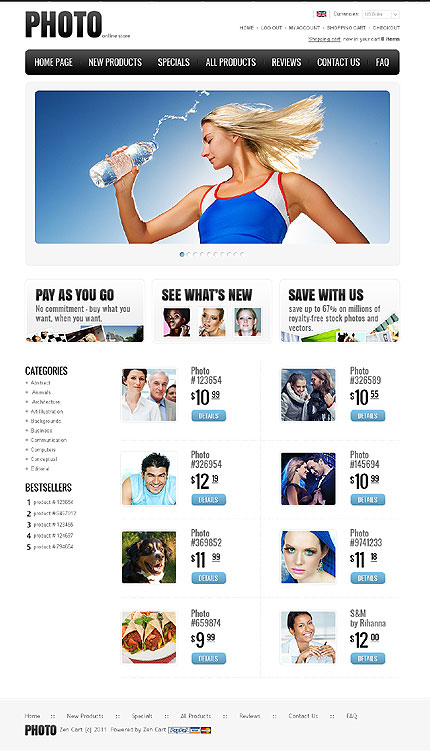 PHOTO online store
Currencies: US Dollar
HOME LOG OUT MY ACCOUNT SHOPPING CART CHECKOUT
Shopping cart: now in your cart 0 items
HOME PAGE NEW PRODUCTS SPECIALS ALL PRODUCTS REVIEWS CONTACT US FAQ
PAY AS YOU GO
No commitment - buy what
you want, when you want.
SEE WHAT'S NEW
SAVE WITH US
save up to 67% on millions of
royalty-free stock photos and
vectors.
CATEGORIES
Abstract
Animals
Architecture
Art Illustration
Backgrounds
Business
Communication
Computers
Conceptual
Editorial
BESTSELLERS
1 product # 123654
2
3 product # 123456
4
5 product # 794654
Photo
#123654
$10 99
DETAILS
Photo
#326589
$10 55
DETAILS
Photo
#326954
$12 19
DETAILS
Photo
#145694
$10 99
DETAILS
Photo
#369852
$11 99
DETAILS
Photo
#9741233
$11 18
DETAILS
Photo
#659874
$9 99
DETAILS
S&M
by Rihanna
$12 00
DETAILS
Home :: New Products :: Specials :: All Products :: Reviews :: Contact Us :: FAQ
PHOTO Zen Cart (c) 2011 Powered by Zen Cart PayPal